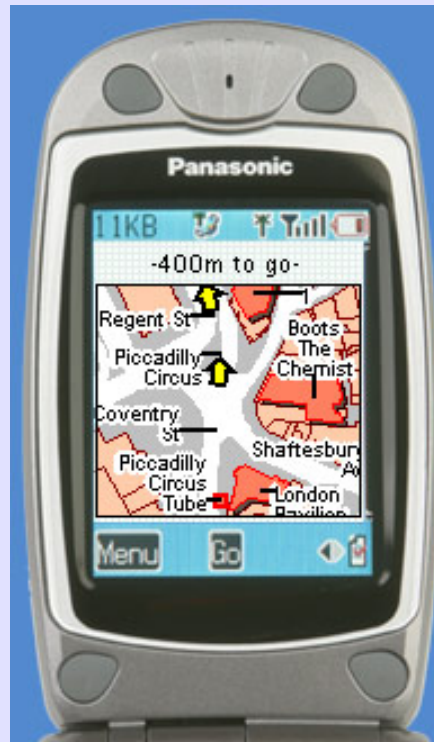 Panasonic
11KB
-400m to go-
Regent St
Boots
The
Chemist
Piccadilly
Circus
Coventry
St
Shaftesbury
Piccadilly
Circus
Tube
London
Pavilion
Menu
Go